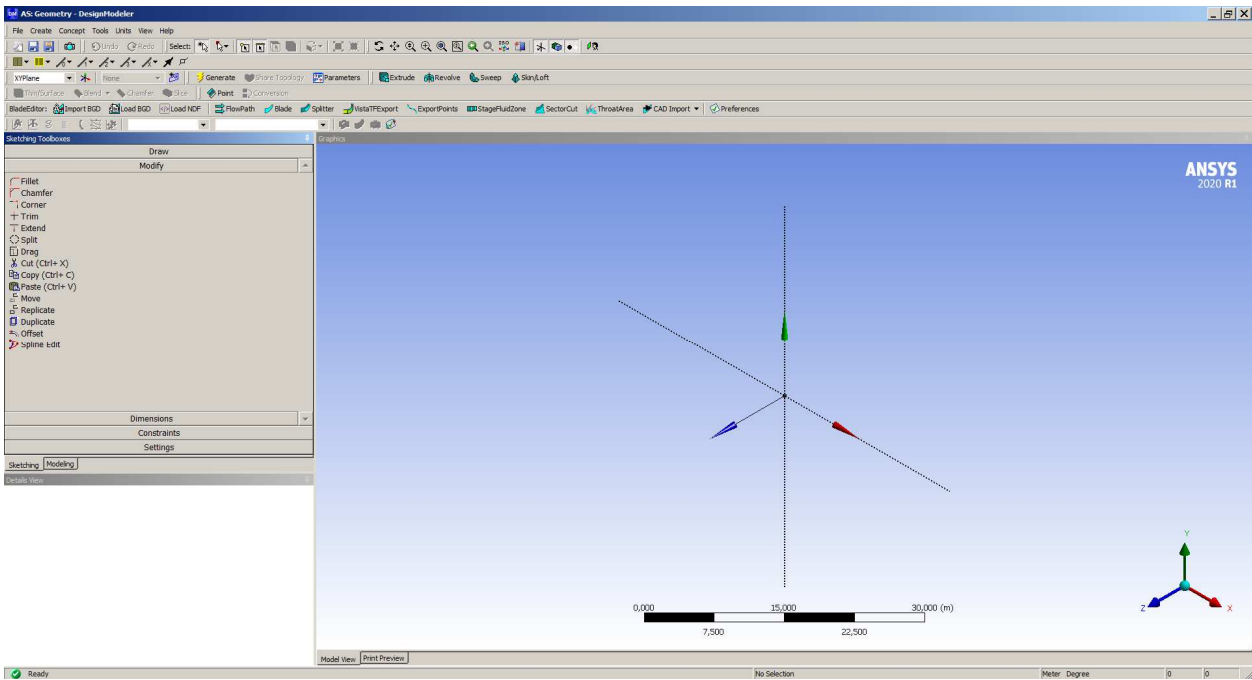 A5: Geometry - DesignModeler
File Create Concept Tools Units View Help
Undo Redo Select:
XYPlane None Generate Share Topology Parameters Extrude Revolve Sweep Skin/Loft
Thin/Surface Blend Chamfer Slice Point Conversion
BladeEditor: Import BGD Load BGD Load NDF FlowPath Blade Splitter VistaTFExport ExportPoints StageFluidZone SectorCut ThroatArea CAD Import Preferences
Sketching Toolboxes
Graphics
Draw
Modify
Fillet
Chamfer
Corner
Trim
Extend
Split
Drag
Cut (Ctrl+ X)
Copy (Ctrl+ C)
Paste (Ctrl+ V)
Move
Replicate
Duplicate
Offset
Spline Edit
Dimensions
Constraints
Settings
Sketching Modeling
Details View
ANSYS
2020 R1
Y
Z X
0,000 15,000 30,000 (m)
7,500 22,500
Model View Print Preview
Ready No Selection Meter Degree 0 0